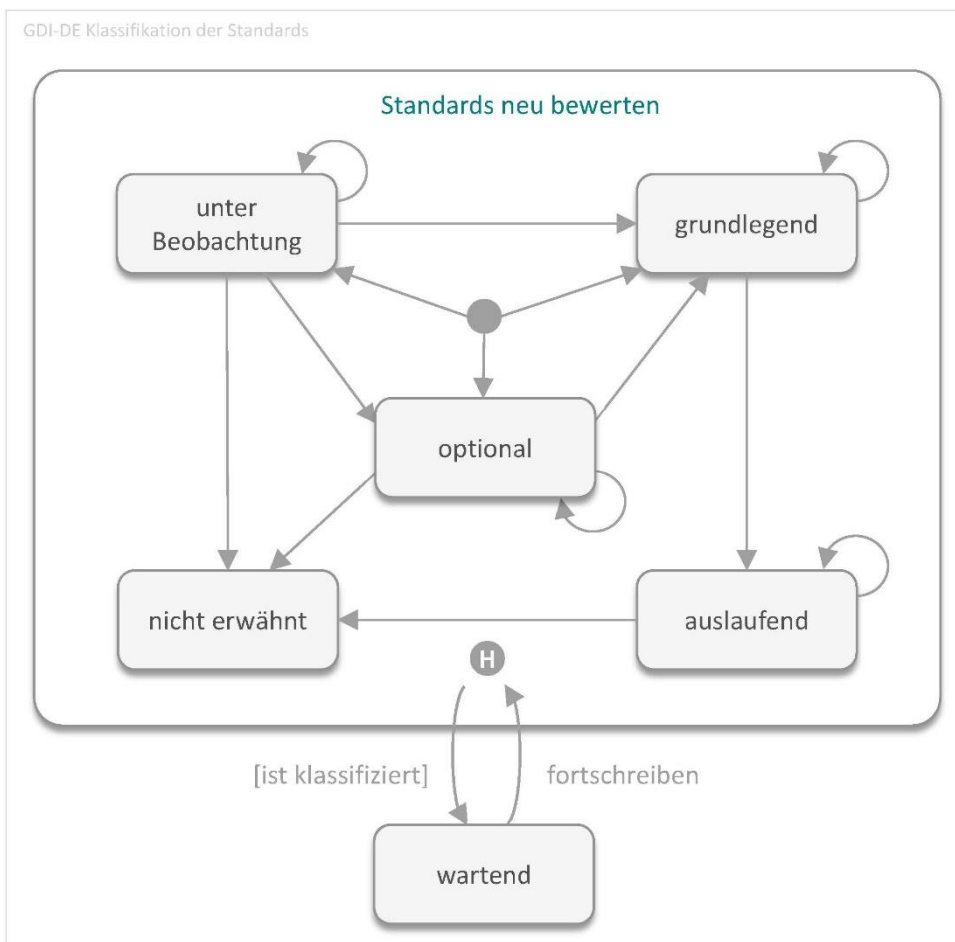 GDI-DE Klassifikation der Standards
Standards neu bewerten
unter
Beobachtung
grundlegend
optional
nicht erwähnt
auslaufend
H
[ist klassifiziert]
fortschreiben
wartend